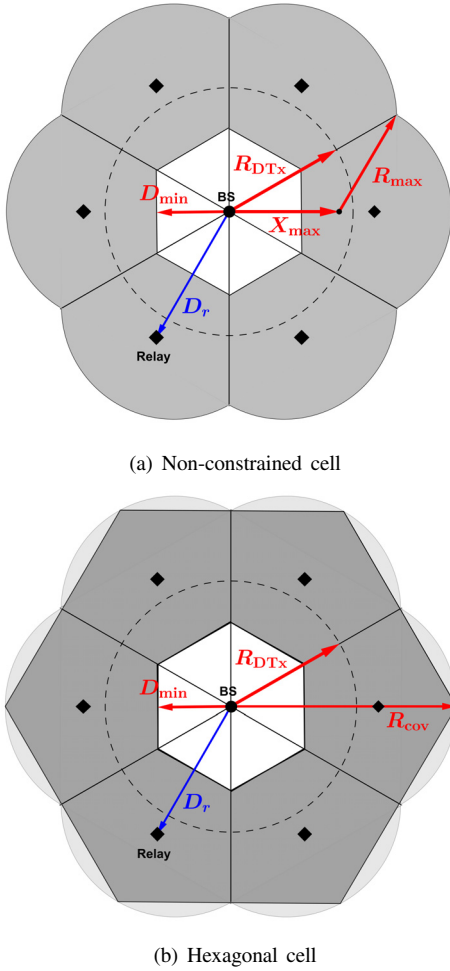 R_DTx
D_min
BS
R_max
X_max
D_r
Relay
(a) Non-constrained cell
R_DTx
D_min
BS
R_cov
D_r
Relay
(b) Hexagonal cell